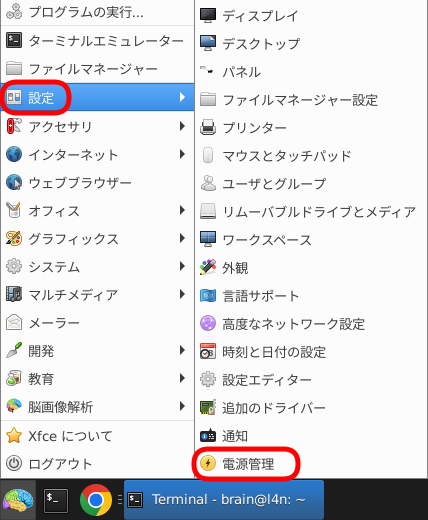 プログラムの実行...
ターミナルエミュレーター
ファイルマネージャー
設定
アクセサリ
インターネット
ウェブブラウザー
オフィス
グラフィックス
システム
マルチメディア
メーラー
開発
教育
脳画像解析
Xfce について
ログアウト
ディスプレイ
デスクトップ
パネル
ファイルマネージャー設定
プリンター
マウスとタッチパッド
ユーザとグループ
リムーバブルドライブとメディア
ワークスペース
外観
言語サポート
高度なネットワーク設定
時刻と日付の設定
設定エディター
追加のドライバー
通知
電源管理
Terminal - brain@l4n: ~